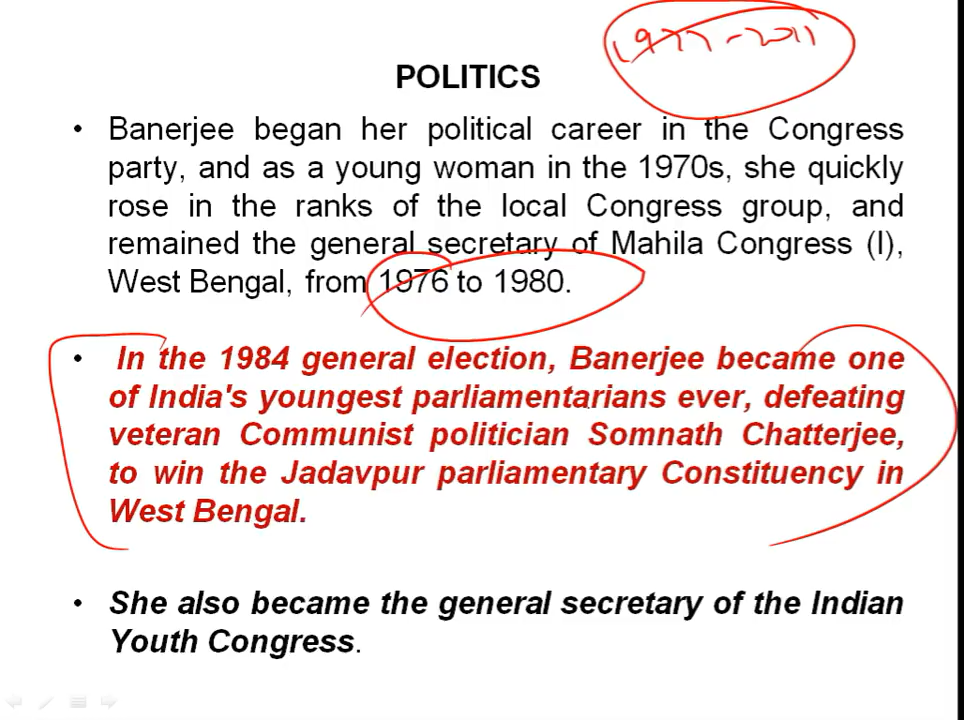 1977-2011
POLITICS
• Banerjee began her political career in the Congress
party, and as a young woman in the 1970s, she quickly
rose in the ranks of the local Congress group, and
remained the general secretary of Mahila Congress (I),
West Bengal, from 1976 to 1980.
• In the 1984 general election, Banerjee became one
of India's youngest parliamentarians ever, defeating
veteran Communist politician Somnath Chatterjee,
to win the Jadavpur parliamentary Constituency in
West Bengal.
• She also became the general secretary of the Indian
Youth Congress.